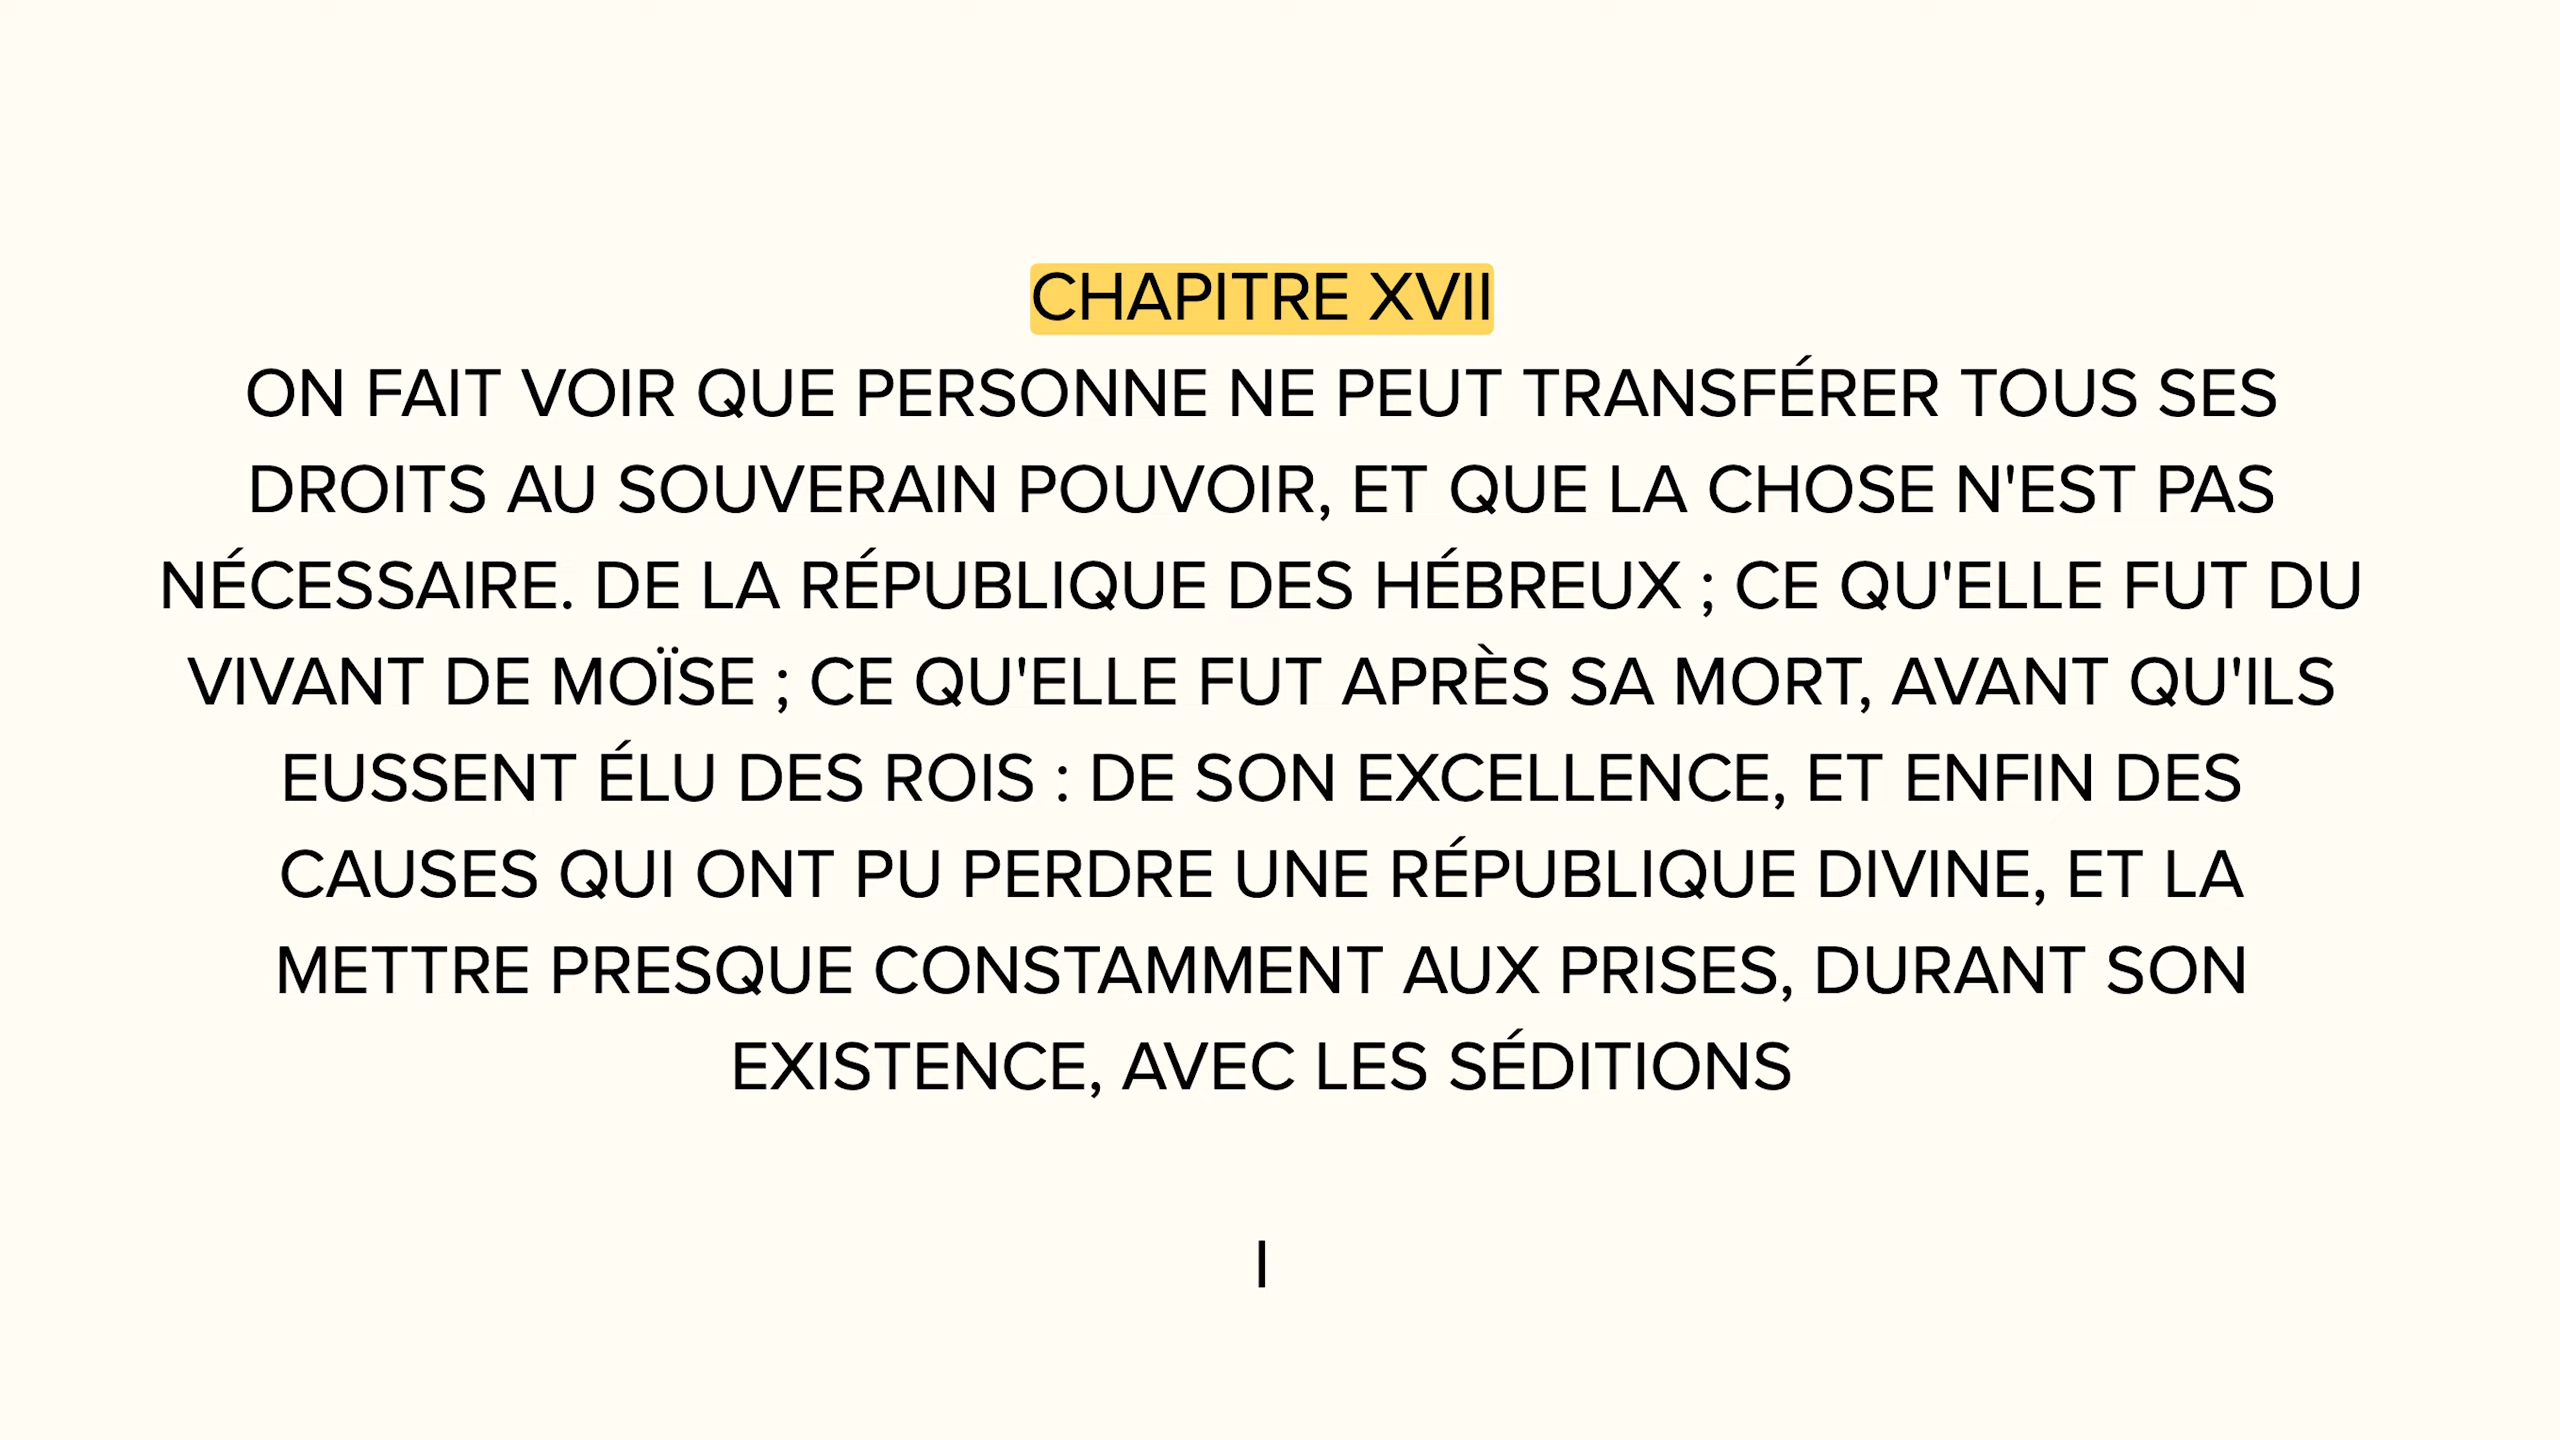 CHAPITRE XVII
ON FAIT VOIR QUE PERSONNE NE PEUT TRANSFÉRER TOUS SES
DROITS AU SOUVERAIN POUVOIR, ET QUE LA CHOSE N'EST PAS
NÉCESSAIRE. DE LA RÉPUBLIQUE DES HÉBREUX ; CE QU'ELLE FUT DU
VIVANT DE MOÏSE ; CE QU'ELLE FUT APRÈS SA MORT, AVANT QU'ILS
EUSSENT ÉLU DES ROIS : DE SON EXCELLENCE, ET ENFIN DES
CAUSES QUI ONT PU PERDRE UNE RÉPUBLIQUE DIVINE, ET LA
METTRE PRESQUE CONSTAMMENT AUX PRISES, DURANT SON
EXISTENCE, AVEC LES SÉDITIONS
I